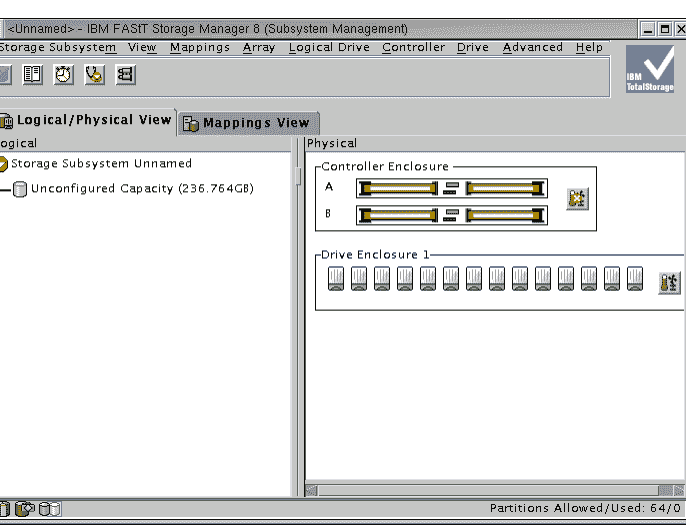 <Unnamed> - IBM FAStT Storage Manager 8 (Subsystem Management)
Storage Subsystem View Mappings Array Logical Drive Controller Drive Advanced Help
IBM
TotalStorage
Logical/Physical View Mappings View
ogical
Physical
Storage Subsystem Unnamed
Unconfigured Capacity (236.764GB)
Controller Enclosure
A
B
Drive Enclosure 1
Partitions Allowed/Used: 64/0